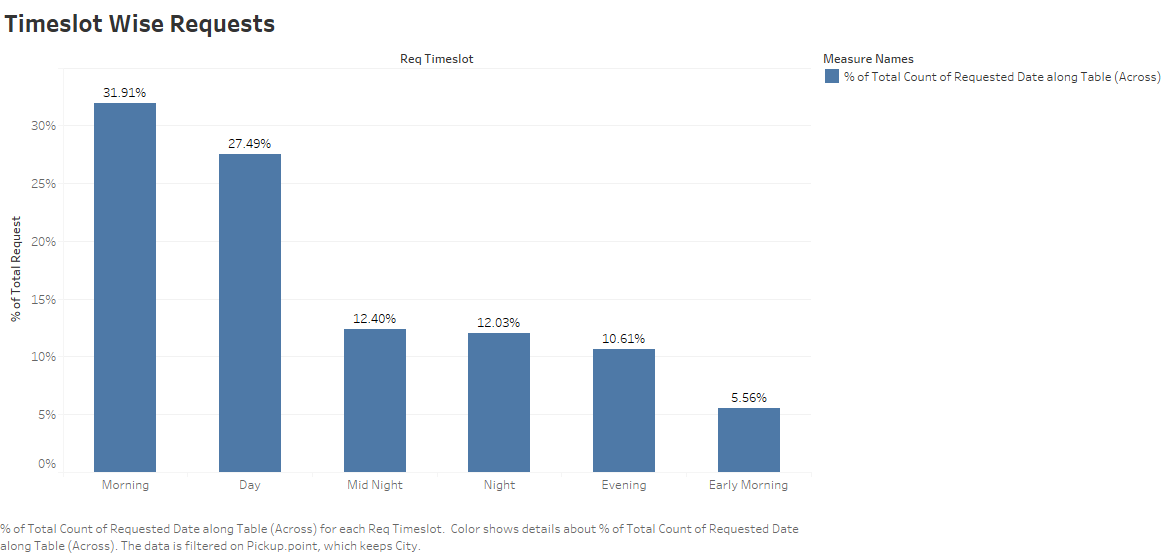 Timeslot Wise Requests
Req Timeslot
Measure Names
% of Total Count of Requested Date along Table (Across)
% of Total Request
30%
25%
20%
15%
10%
5%
0%
31.91%
27.49%
12.40%
12.03%
10.61%
5.56%
Morning
Day
Mid Night
Night
Evening
Early Morning
% of Total Count of Requested Date along Table (Across) for each Req Timeslot.  Color shows details about % of Total Count of Requested Date
along Table (Across). The data is filtered on Pickup.point, which keeps City.